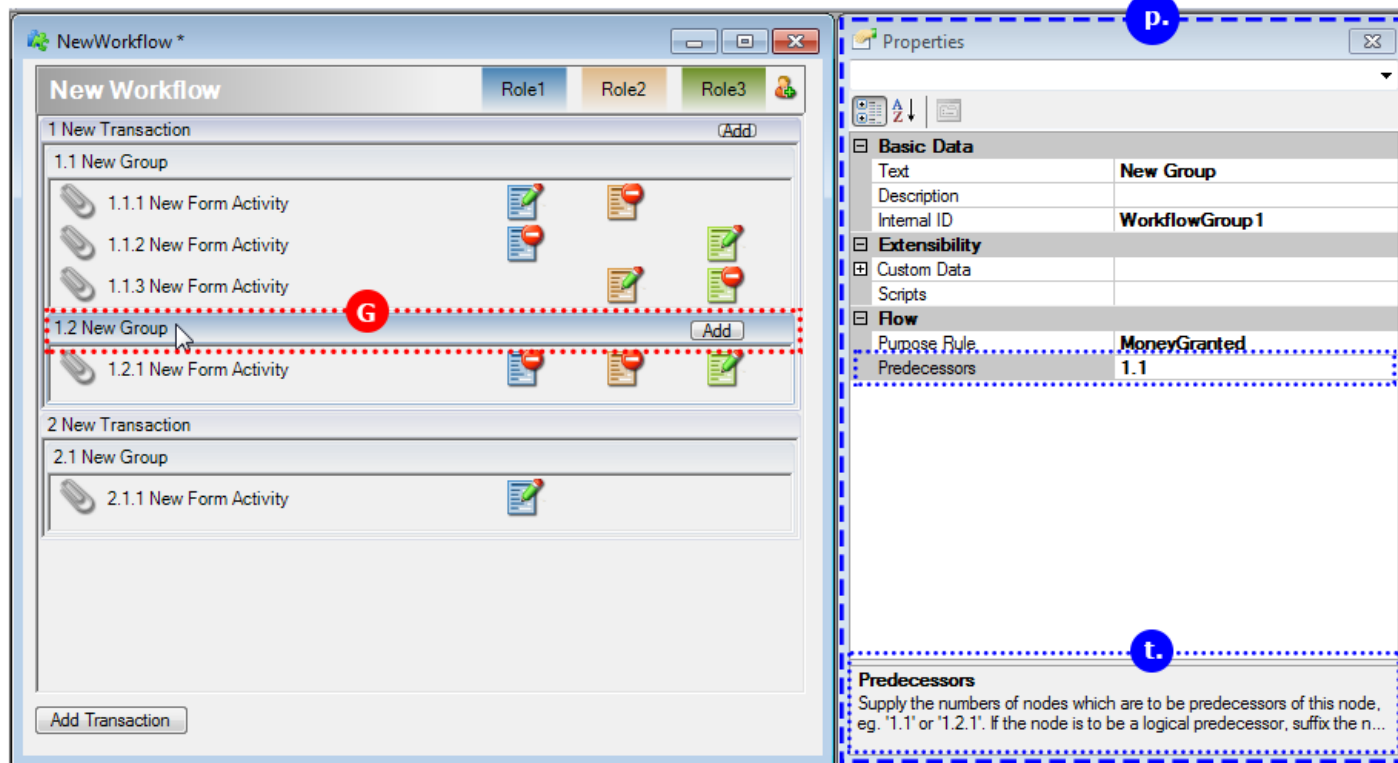 p.
NewWorkflow *
New Workflow Role1 Role2 Role3
1 New Transaction Add
1.1 New Group
1.1.1 New Form Activity
1.1.2 New Form Activity
1.1.3 New Form Activity
G
1.2 New Group Add
1.2.1 New Form Activity
2 New Transaction
2.1 New Group
2.1.1 New Form Activity
Add Transaction
Properties
A
Z
Basic Data
Text New Group
Description
Internal ID WorkflowGroup1
Extensibility
Custom Data
Scripts
Flow
Purpose Rule MoneyGranted
Predecessors 1.1
t.
Predecessors
Supply the numbers of nodes which are to be predecessors of this node,
eg. '1.1' or '1.2.1'. If the node is to be a logical predecessor, suffix the n...